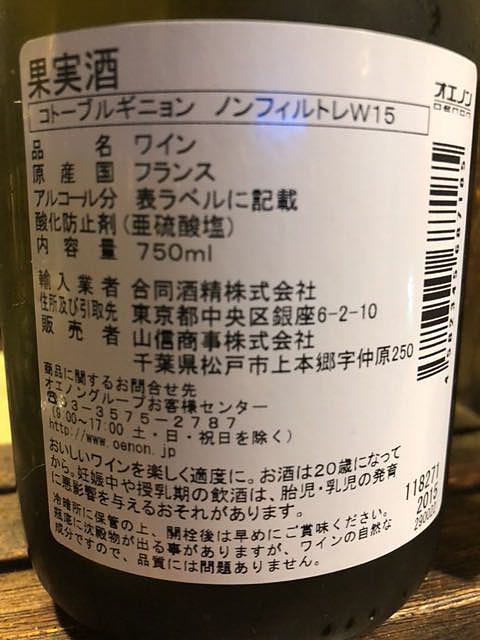 果実酒
オエノン
コトーブルギニョン ノンフィルトレW15
品名 ワイン
原産国 フランス
アルコール分 表ラベルに記載
酸化防止剤(亜硫酸塩)
内容量 750ml
輸入業者 合同酒精株式会社
住所及び引取先 東京都中央区銀座6-2-10
販売者 山信商事株式会社
千葉県松戸市上本郷字仲原250
商品に関するお問合せ先
オエノングループお客様センター
☎03-3575-2787
(9:00~17:00 土・日・祝日を除く)
http://www.oenon.jp
おいしいワインを楽しく適度に。お酒は20歳になって
から。妊娠中や授乳期の飲酒は、胎児・乳児の発育
に悪影響を与えるおそれがあります。
冷暗所に保管の上、開栓後は早めにご賞味ください。
瓶底に沈殿物が出る事がありますが、ワインの自然な
成分ですので、品質には問題ありません。
118271
2015